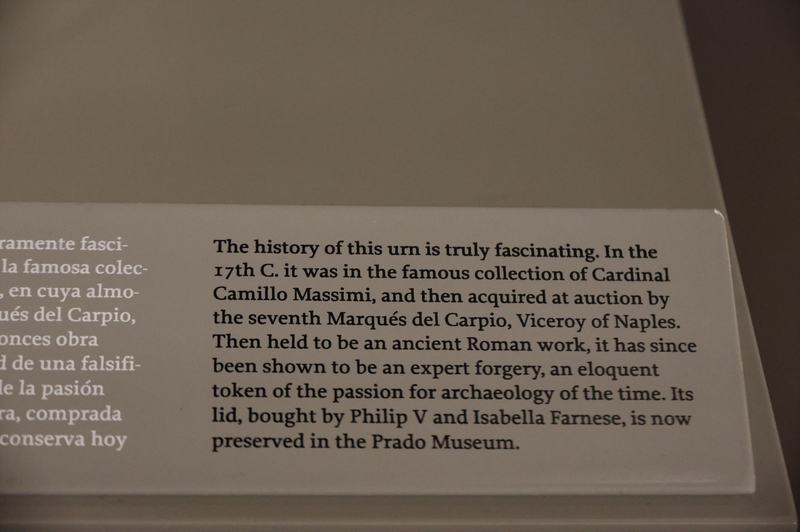 ramente fasci-
la famosa colec-
, en cuya almo-
ués del Carpio,
onces obra
d de una falsifi-
de la pasión
ra, comprada
conserva hoy
The history of this urn is truly fascinating. In the
17th C. it was in the famous collection of Cardinal
Camillo Massimi, and then acquired at auction by
the seventh Marqués del Carpio, Viceroy of Naples.
Then held to be an ancient Roman work, it has since
been shown to be an expert forgery, an eloquent
token of the passion for archaeology of the time. Its
lid, bought by Philip V and Isabella Farnese, is now
preserved in the Prado Museum.